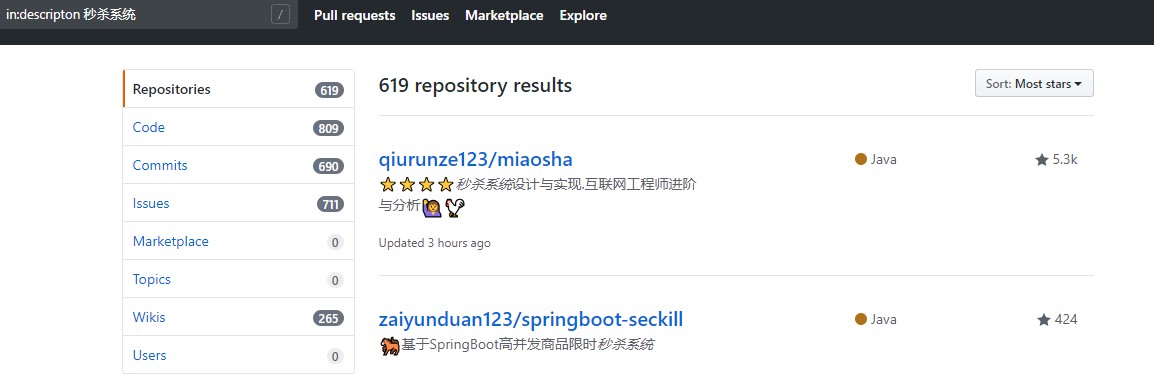 in:descripton 秒杀系统 /
Pull requests Issues Marketplace Explore
Repositories 619
Code 809
Commits 690
Issues 711
Marketplace 0
Topics 0
Wikis 265
Users 0
619 repository results
Sort: Most stars
qiurunze123/miaosha
Java
5.3k
⭐⭐⭐⭐秒杀系统设计与实现.互联网工程师进阶
与分析🙋🐓
Updated 3 hours ago
zaiyunduan123/springboot-seckill
Java
424
🐎基于SpringBoot高并发商品限时秒杀系统